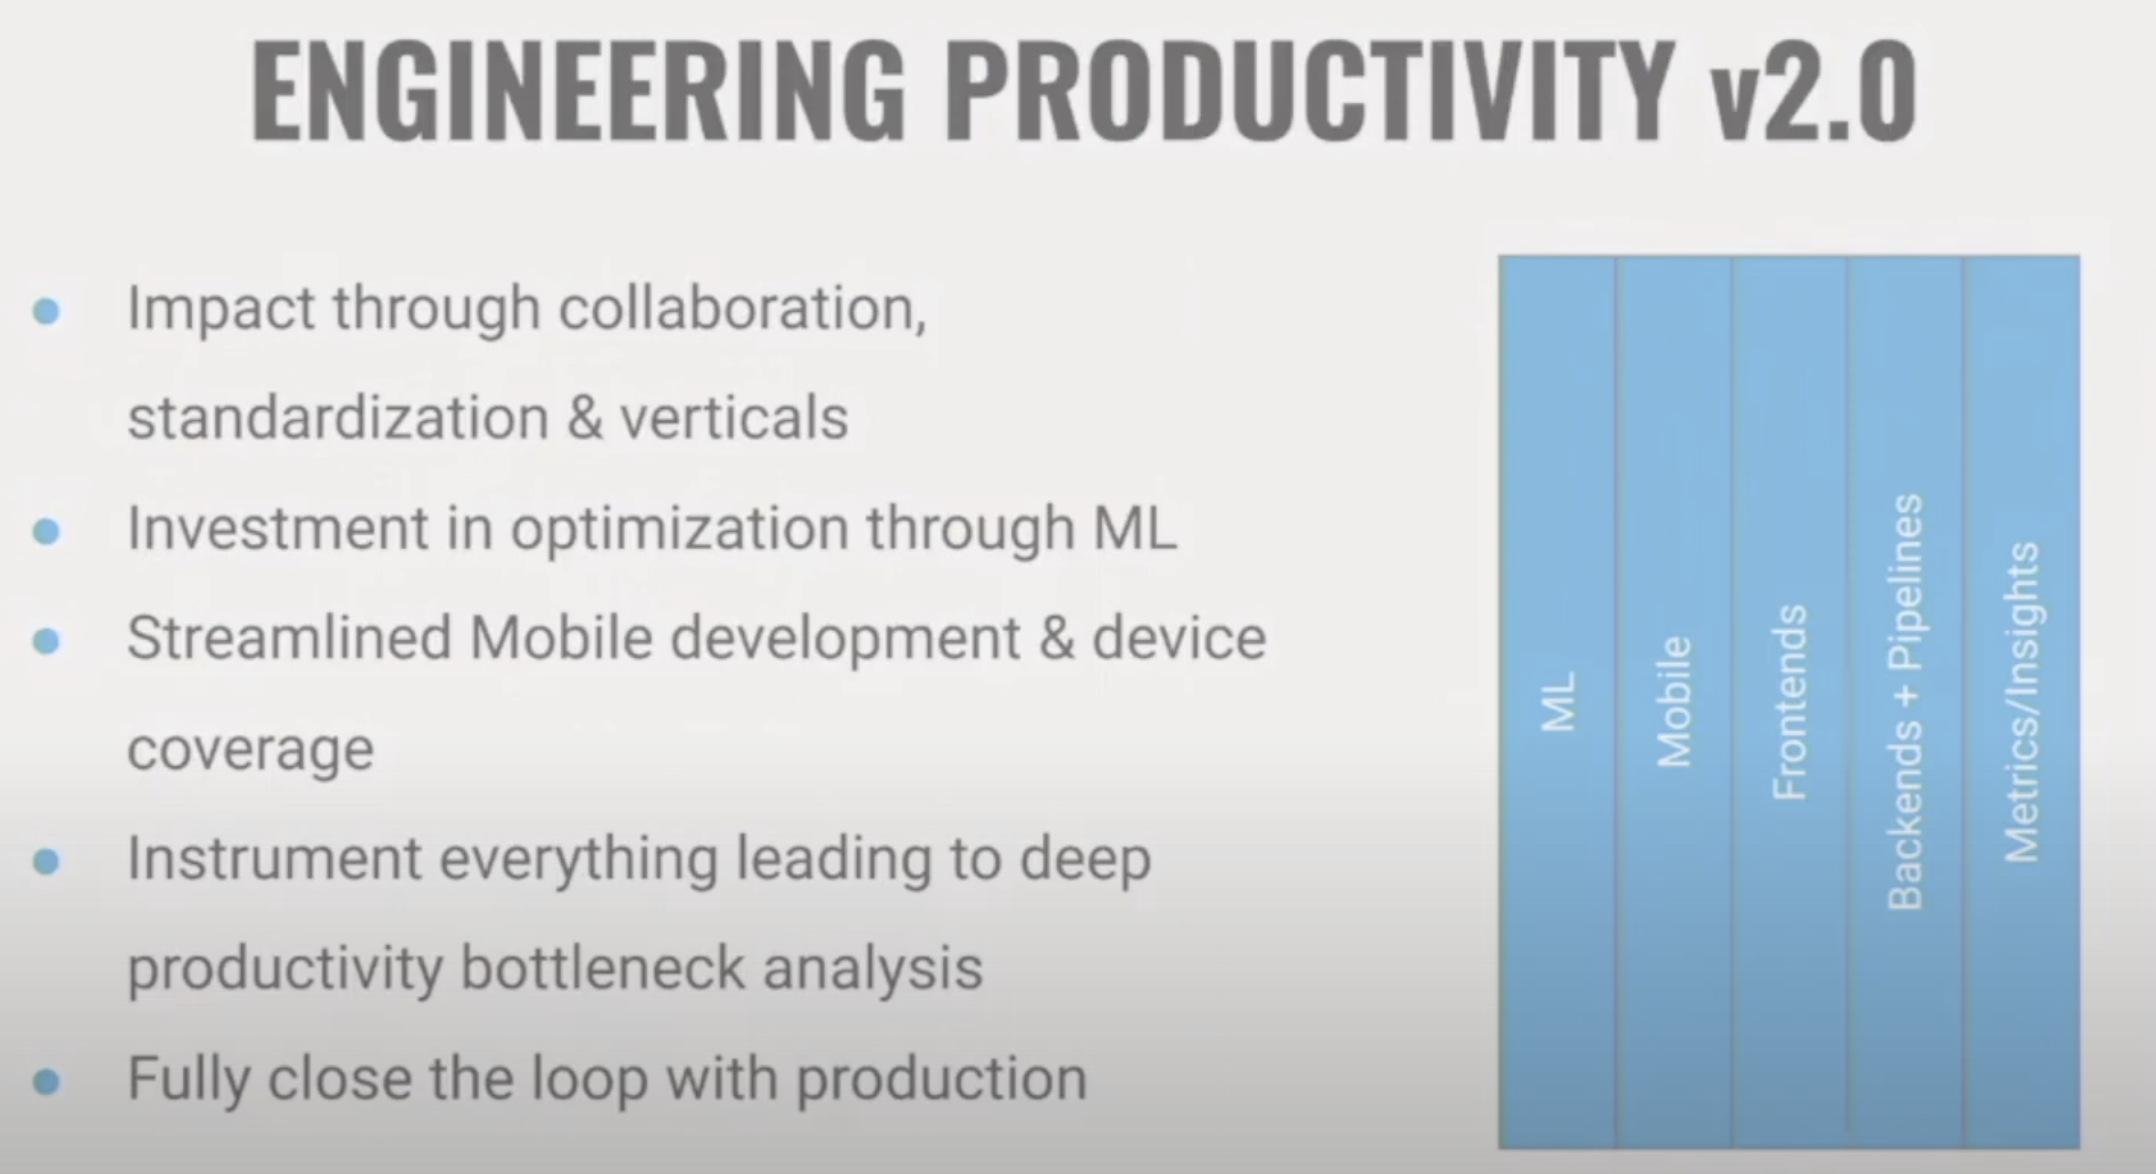 ENGINEERING PRODUCTIVITY v2.0
Impact through collaboration,
standardization & verticals
Investment in optimization through ML
Streamlined Mobile development & device
coverage
Instrument everything leading to deep
productivity bottleneck analysis
Fully close the loop with production
ML
Mobile
Frontends
Backends + Pipelines
Metrics/Insights